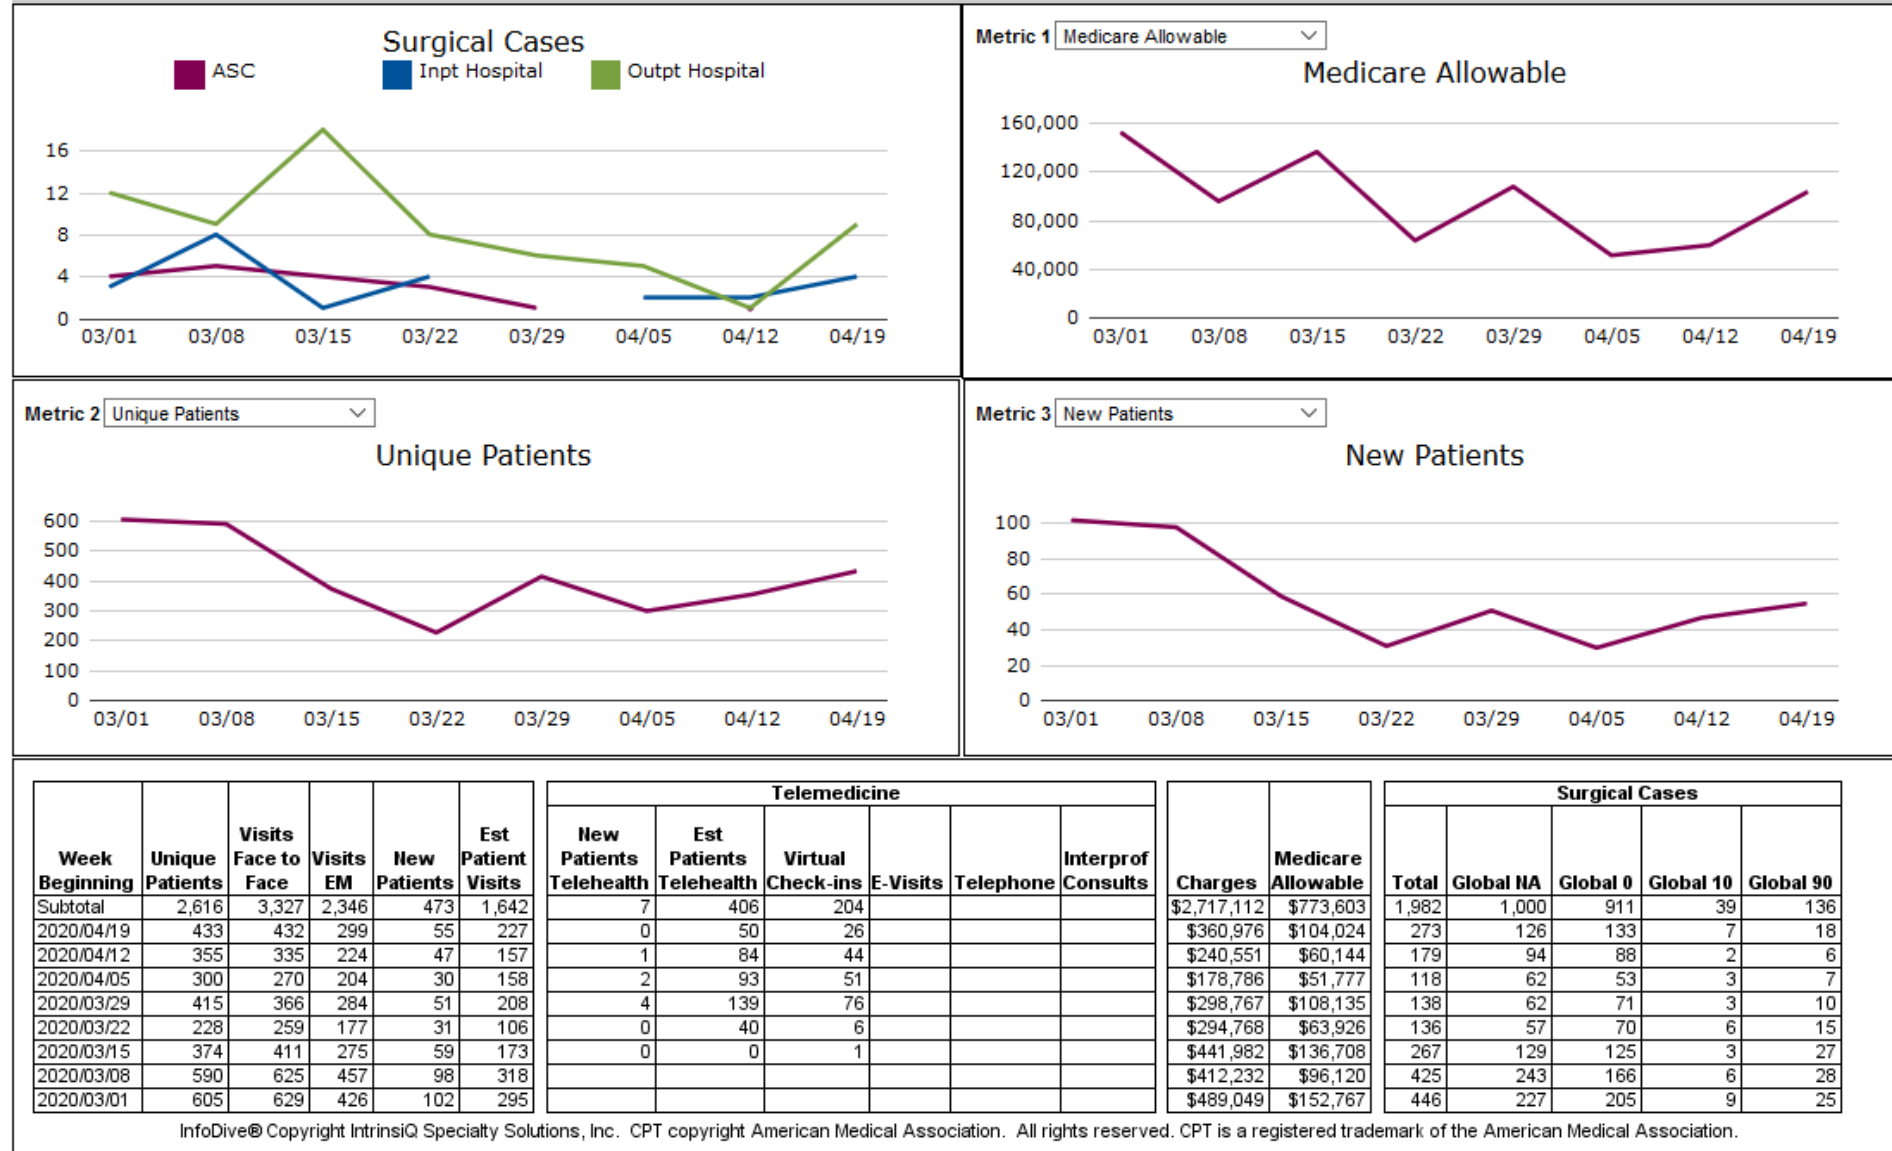 Surgical Cases
ASC Inpt Hospital Outpt Hospital
16
12
8
4
0
03/01 03/08 03/15 03/22 03/29 04/05 04/12 04/19
Metric 1 Medicare Allowable
Medicare Allowable
160,000
120,000
80,000
40,000
0
03/01 03/08 03/15 03/22 03/29 04/05 04/12 04/19
Metric 2 Unique Patients
Unique Patients
600
500
400
300
200
100
0
03/01 03/08 03/15 03/22 03/29 04/05 04/12 04/19
Metric 3 New Patients
New Patients
100
80
60
40
20
0
03/01 03/08 03/15 03/22 03/29 04/05 04/12 04/19
Telemedicine Surgical Cases
Visits Est New Est
Week Unique Face to Visits New Patient Patients Patients Virtual Interprof Medicare
Beginning Patients Face EM Patients Visits Telehealth Telehealth Check-ins E-Visits Telephone Consults Charges Allowable Total Global NA Global 0 Global 10 Global 90
Subtotal 2,616 3,327 2,346 473 1,642 7 406 204 $2,717,112 $773,603 1,982 1,000 911 39 136
2020/04/19 433 432 299 55 227 0 50 26 $360,976 $104,024 273 126 133 7 18
2020/04/12 355 335 224 47 157 1 84 44 $240,551 $60,144 179 94 88 2 6
2020/04/05 300 270 204 30 158 2 93 51 $178,786 $51,777 118 62 53 3 7
2020/03/29 415 366 284 51 208 4 139 76 $298,767 $108,135 138 62 71 3 10
2020/03/22 228 259 177 31 106 0 40 6 $294,768 $63,926 136 57 70 6 15
2020/03/15 374 411 275 59 173 0 0 1 $441,982 $136,708 267 129 125 3 27
2020/03/08 590 625 457 98 318 $412,232 $96,120 425 243 166 6 28
2020/03/01 605 629 426 102 295 $489,049 $152,767 446 227 205 9 25
InfoDive® Copyright IntrinsiQ Specialty Solutions, Inc. CPT copyright American Medical Association. All rights reserved. CPT is a registered trademark of the American Medical Association.